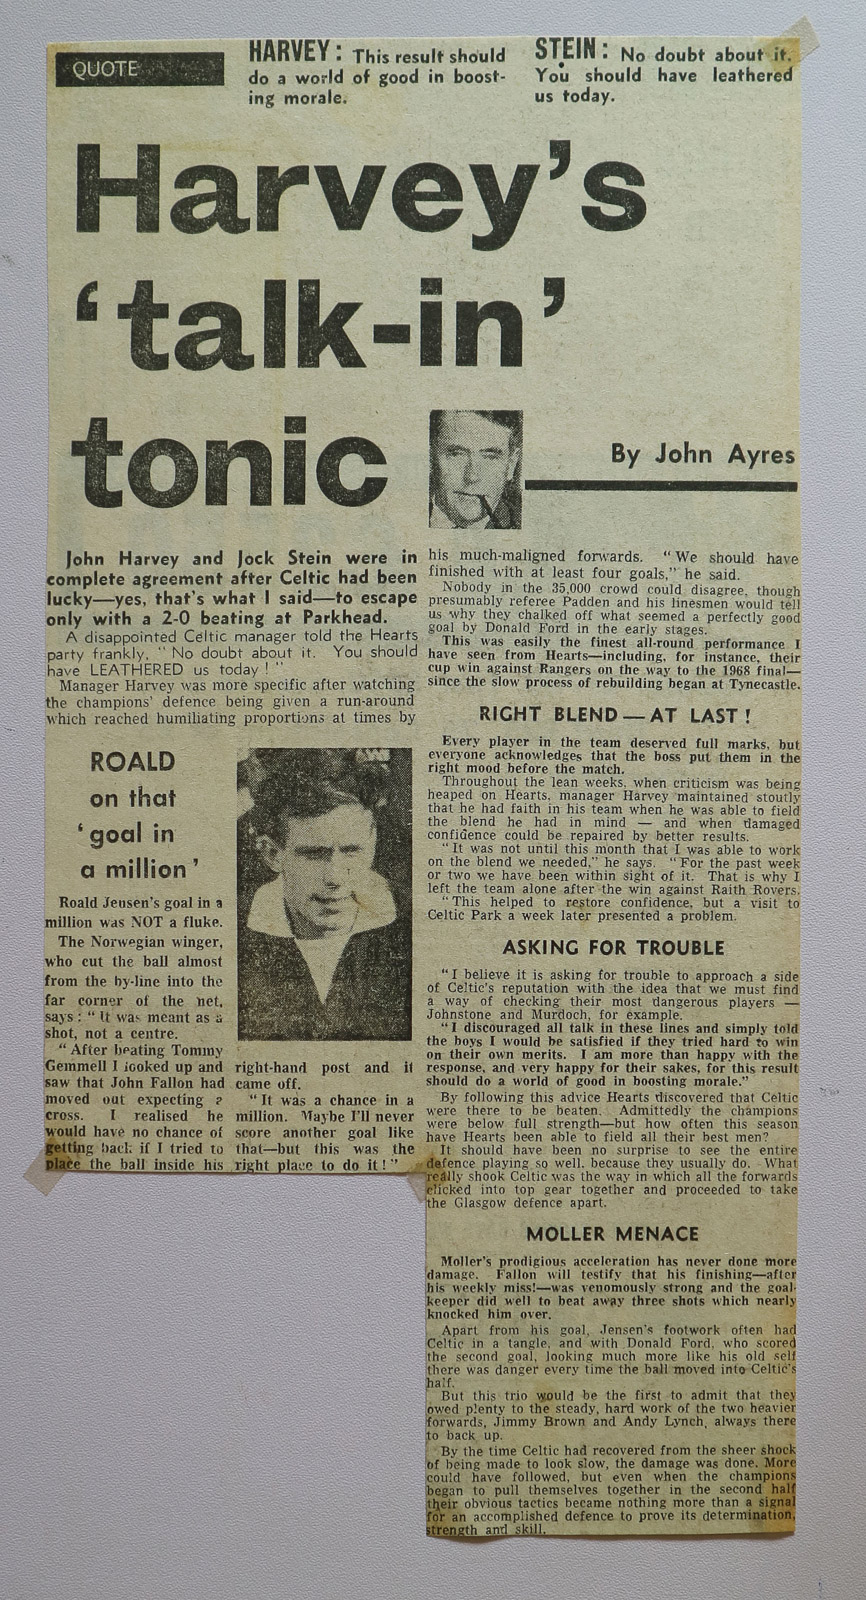 QUOTE
HARVEY: This result should
do a world of good in boost-
ing morale.
STEIN: No doubt about it.
You should have leathered
us today.
Harvey's
'talk-in'
tonic
By John Ayres
John Harvey and Jock Stein were in
complete agreement after Celtic had been
lucky—yes, that's what I said—to escape
only with a 2-0 beating at Parkhead.
A disappointed Celtic manager told the Hearts
party frankly, "No doubt about it. You should
have LEATHERED us today!"
Manager Harvey was more specific after watching
the champions' defence being given a run-around
which reached humiliating proportions at times by
his much-maligned forwards. "We should have
finished with at least four goals," he said.
Nobody in the 35,000 crowd could disagree, though
presumably referee Padden and his linesmen would tell
us why they chalked off what seemed a perfectly good
goal by Donald Ford in the early stages.
This was easily the finest all-round performance I
have seen from Hearts—including, for instance, their
cup win against Rangers on the way to the 1968 final—
since the slow process of rebuilding began at Tynecastle.
RIGHT BLEND — AT LAST!
Every player in the team deserved full marks, but
everyone acknowledges that the boss put them in the
right mood before the match.
Throughout the lean weeks, when criticism was being
heaped on Hearts, manager Harvey maintained stoutly
that he had faith in his team when he was able to field
the blend he had in mind — and when damaged
confidence could be repaired by better results.
"It was not until this month that I was able to work
on the blend we needed," he says. "For the past week
or two we have been within sight of it. That is why I
left the team alone after the win against Raith Rovers.
"This helped to restore confidence, but a visit to
Celtic Park a week later presented a problem.
ASKING FOR TROUBLE
"I believe it is asking for trouble to approach a side
of Celtic's reputation with the idea that we must find
a way of checking their most dangerous players —
Johnstone and Murdoch, for example.
"I discouraged all talk in these lines and simply told
the boys I would be satisfied if they tried hard to win
on their own merits. I am more than happy with the
response, and very happy for their sakes, for this result
should do a world of good in boosting morale."
By following this advice Hearts discovered that Celtic
were there to be beaten. Admittedly the champions
were below full strength—but how often this season
have Hearts been able to field all their best men?
It should have been no surprise to see the entire
defence playing so well, because they usually do. What
really shook Celtic was the way in which all the forwards
clicked into top gear together and proceeded to take
the Glasgow defence apart.
MOLLER MENACE
Moller's prodigious acceleration has never done more
damage. Fallon will testify that his finishing—after
his weekly miss!—was venomously strong and the goal-
keeper did well to beat away three shots which nearly
knocked him over.
Apart from his goal, Jensen's footwork often had
Celtic in a tangle, and with Donald Ford, who scored
the second goal, looking much more like his old self
there was danger every time the ball moved into Celtic's
half.
But this trio would be the first to admit that they
owed plenty to the steady, hard work of the two heavier
forwards, Jimmy Brown and Andy Lynch, always there
to back up.
By the time Celtic had recovered from the sheer shock
of being made to look slow, the damage was done. More
could have followed, but even when the champions
began to pull themselves together in the second half
their obvious tactics became nothing more than a signal
for an accomplished defence to prove its determination,
strength and skill.
ROALD
on that
'goal in
a million'
Roald Jensen's goal in a
million was NOT a fluke.
The Norwegian winger,
who cut the ball almost
from the by-line into the
far corner of the net,
says: "It was meant as a
shot, not a centre.
"After beating Tommy
Gemmell I looked up and
saw that John Fallon had
moved out expecting a
cross. I realised he
would have no chance of
getting back if I tried to
place the ball inside his
right-hand post and it
came off.
"It was a chance in a
million. Maybe I'll never
score another goal like
that—but this was the
right place to do it!"